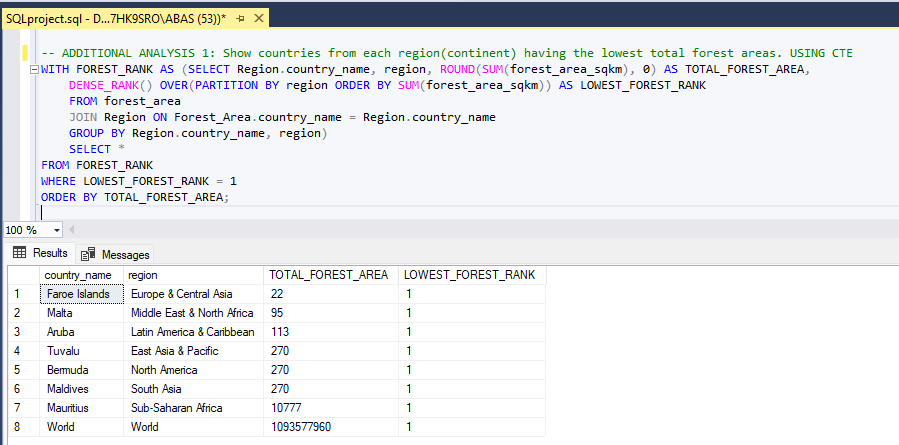 SQLproject.sql - D...7HK9SRO\ABAS (53))*
-- ADDITIONAL ANALYSIS 1: Show countries from each region(continent) having the lowest total forest areas. USING CTE
WITH FOREST_RANK AS (SELECT Region.country_name, region, ROUND(SUM(forest_area_sqkm), 0) AS TOTAL_FOREST_AREA,
DENSE_RANK() OVER(PARTITION BY region ORDER BY SUM(forest_area_sqkm)) AS LOWEST_FOREST_RANK
FROM forest_area
JOIN Region ON Forest_Area.country_name = Region.country_name
GROUP BY Region.country_name, region)
SELECT *
FROM FOREST_RANK
WHERE LOWEST_FOREST_RANK = 1
ORDER BY TOTAL_FOREST_AREA;
100 %
Results Messages
country_name region TOTAL_FOREST_AREA LOWEST_FOREST_RANK
1 Faroe Islands Europe & Central Asia 22 1
2 Malta Middle East & North Africa 95 1
3 Aruba Latin America & Caribbean 113 1
4 Tuvalu East Asia & Pacific 270 1
5 Bermuda North America 270 1
6 Maldives South Asia 270 1
7 Mauritius Sub-Saharan Africa 10777 1
8 World World 1093577960 1